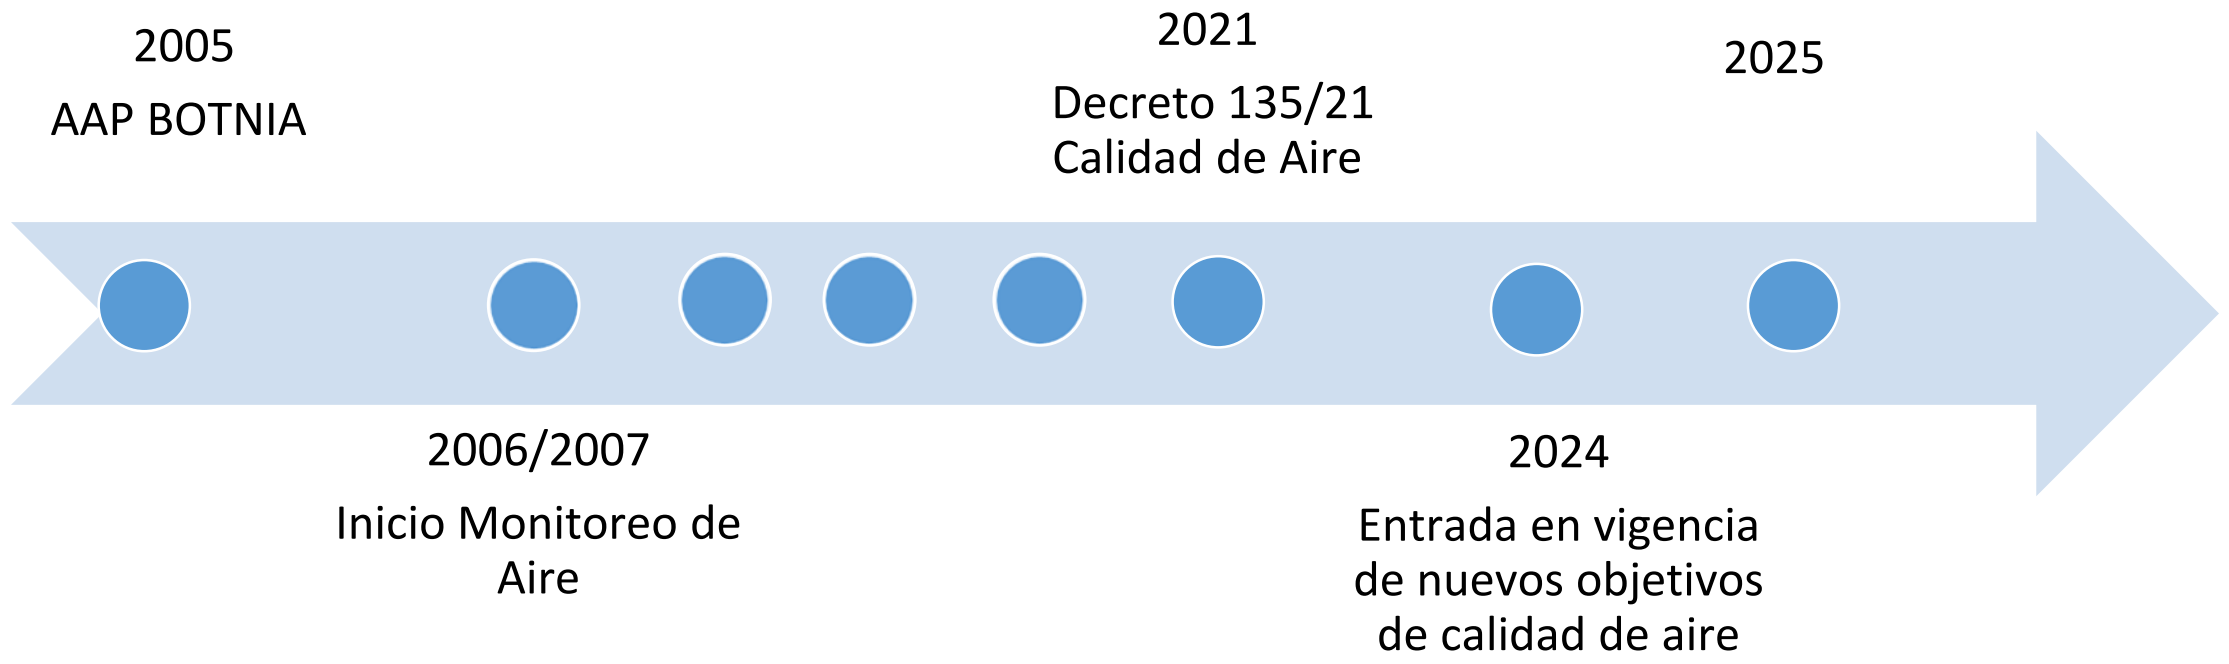 2005
AAP BOTNIA
2006/2007
Inicio Monitoreo de
Aire
2021
Decreto 135/21
Calidad de Aire
2024
Entrada en vigencia
de nuevos objetivos
de calidad de aire
2025